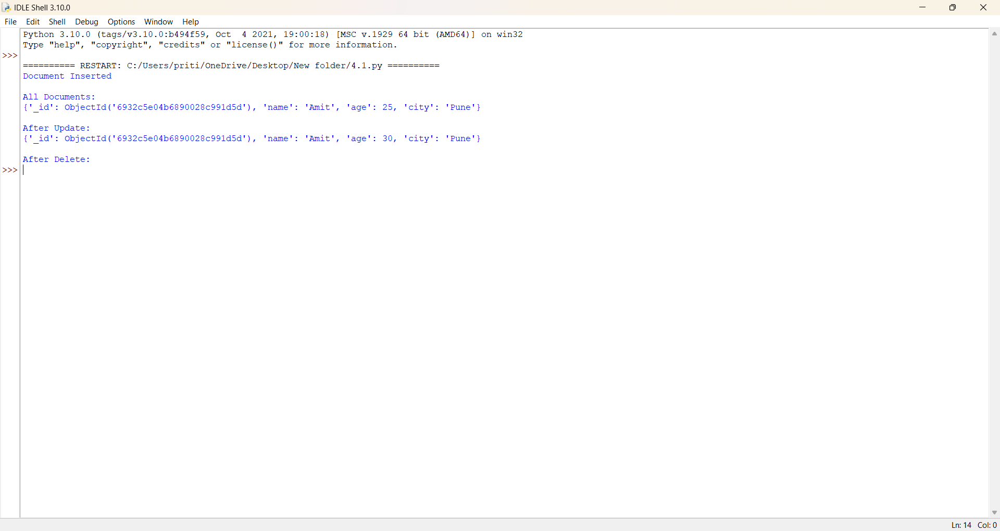 IDLE Shell 3.10.0
File Edit Shell Debug Options Window Help
Python 3.10.0 (tags/v3.10.0:b494f59, Oct  4 2021, 19:00:18) [MSC v.1929 64 bit (AMD64)] on win32
Type "help", "copyright", "credits" or "license()" for more information.
>>>
========== RESTART: C:/Users/priti/OneDrive/Desktop/New folder/4.1.py ==========
Document Inserted
All Documents:
{'_id': ObjectId('6932c5e04b6890028c991d5d'), 'name': 'Amit', 'age': 25, 'city': 'Pune'}
After Update:
{'_id': ObjectId('6932c5e04b6890028c991d5d'), 'name': 'Amit', 'age': 30, 'city': 'Pune'}
After Delete:
>>>
Ln: 14 Col: 0